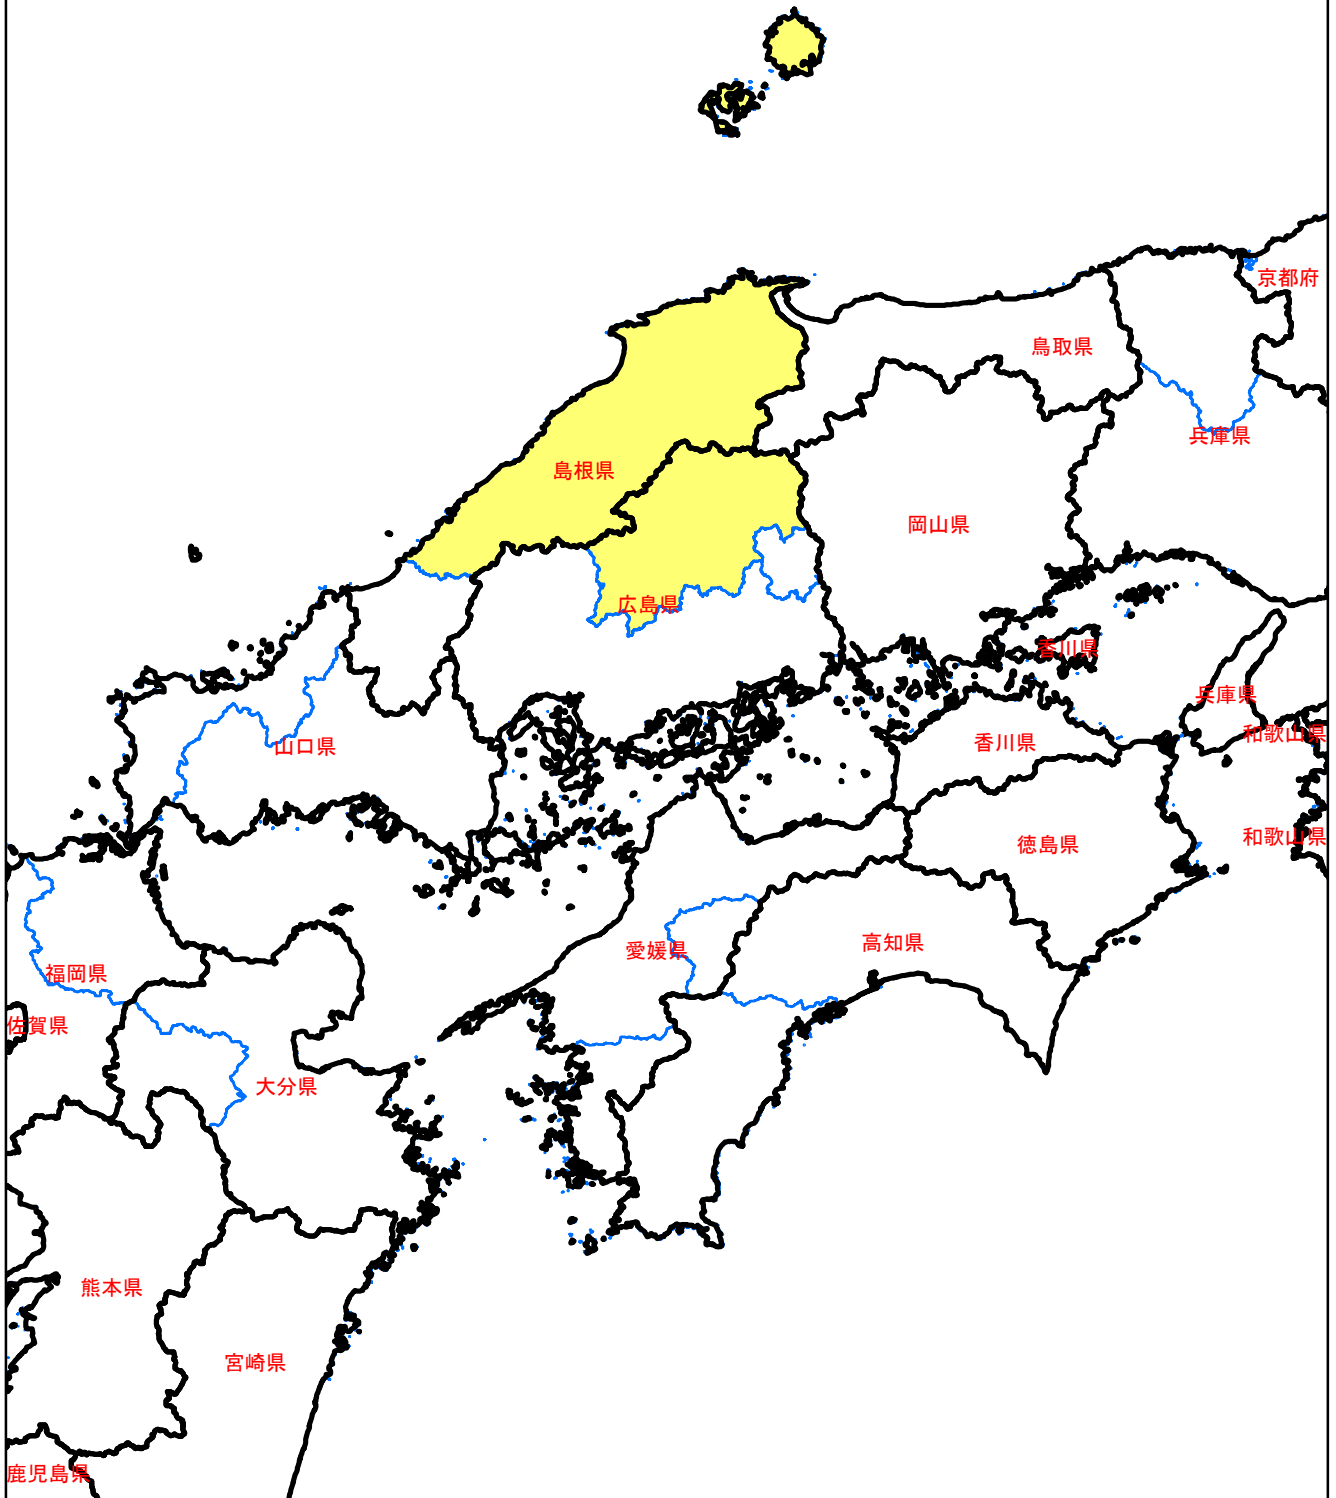 京都府
鳥取県
兵庫県
島根県
岡山県
広島県
香川県
兵庫県
和歌山県
香川県
山口県
和歌山県
徳島県
高知県
愛媛県
福岡県
佐賀県
大分県
熊本県
宮崎県
鹿児島県